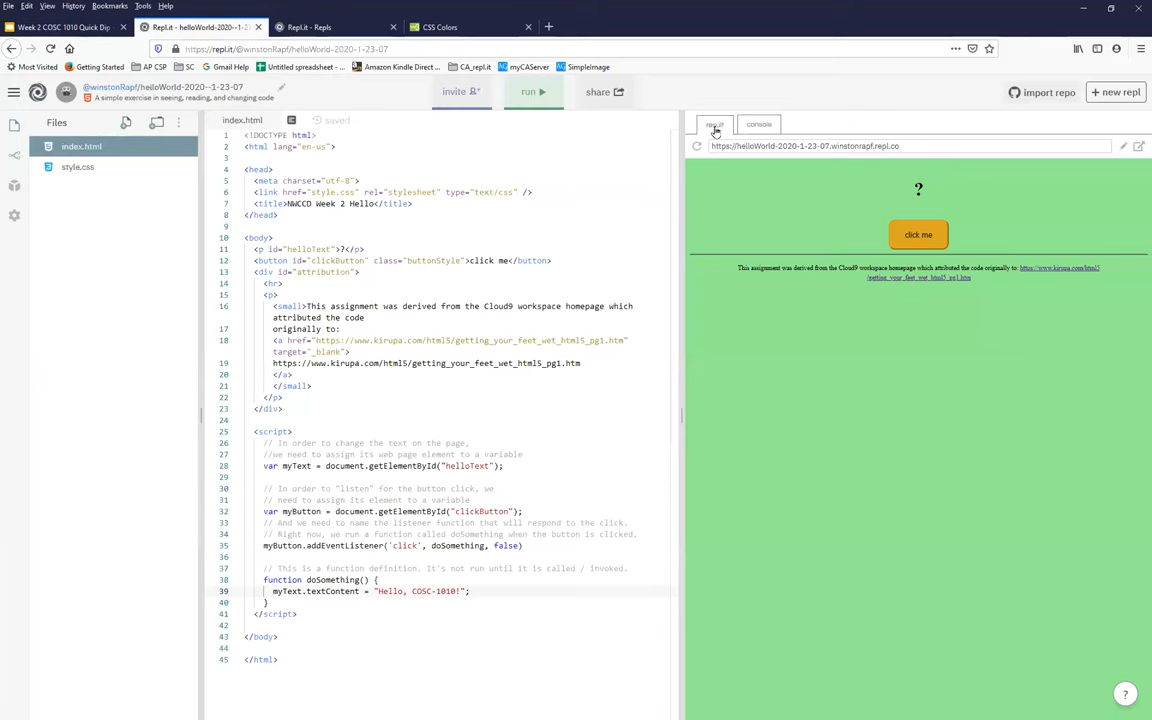 File Edit View History Bookmarks Tools Help
Week 2 COSC 1010 Quick Dip
Repl.it - helloWorld-2020--1-23-
Repl.it - Repls
CSS Colors
https://repl.it/@winstonRapf/helloWorld-2020--1-23-07
Most Visited Getting Started AP CSP SC Gmail Help Untitled spreadsheet - ... Amazon Kindle Direct ... CA_repl.it myCAServer SimpleImage
@winstonRapf/helloWorld-2020--1-23-07
A simple exercise in seeing, reading, and changing code
invite
run
share
import repo
+ new repl
Files
index.html
style.css
index.html
saved
1 <!DOCTYPE html>
2 <html lang="en-us">
3
4 <head>
5 <meta charset="utf-8">
6 <link href="style.css" rel="stylesheet" type="text/css" />
7 <title>NWCCD Week 2 Hello</title>
8 </head>
9
10 <body>
11 <p id="helloText">?</p>
12 <button id="clickButton" class="buttonStyle">click me</button>
13 <div id="attribution">
14 <hr>
15 <p>
16 <small>This assignment was derived from the Cloud9 workspace homepage which
attributed the code
17 originally to:
18 <a href="https://www.kirupa.com/html5/getting_your_feet_wet_html5_pg1.htm"
target="_blank">
19 https://www.kirupa.com/html5/getting_your_feet_wet_html5_pg1.htm
20 </a>
21 </small>
22 </p>
23 </div>
24
25 <script>
26 // In order to change the text on the page,
27 //we need to assign its web page element to a variable
28 var myText = document.getElementById("helloText");
29
30 // In order to "listen" for the button click, we
31 // need to assign its element to a variable
32 var myButton = document.getElementById("clickButton");
33 // And we need to name the listener function that will respond to the click.
34 // Right now, we run a function called doSomething when the button is clicked.
35 myButton.addEventListener('click', doSomething, false)
36
37 // This is a function definition. It's not run until it is called / invoked.
38 function doSomething() {
39 myText.textContent = "Hello, COSC-1010!";
40 }
41 </script>
42
43 </body>
44
45 </html>
result
console
https://helloWorld-2020-1-23-07.winstonrapf.repl.co
?
click me
This assignment was derived from the Cloud9 workspace homepage which attributed the code originally to: https://www.kirupa.com/html5
/getting_your_feet_wet_html5_pg1.htm
?